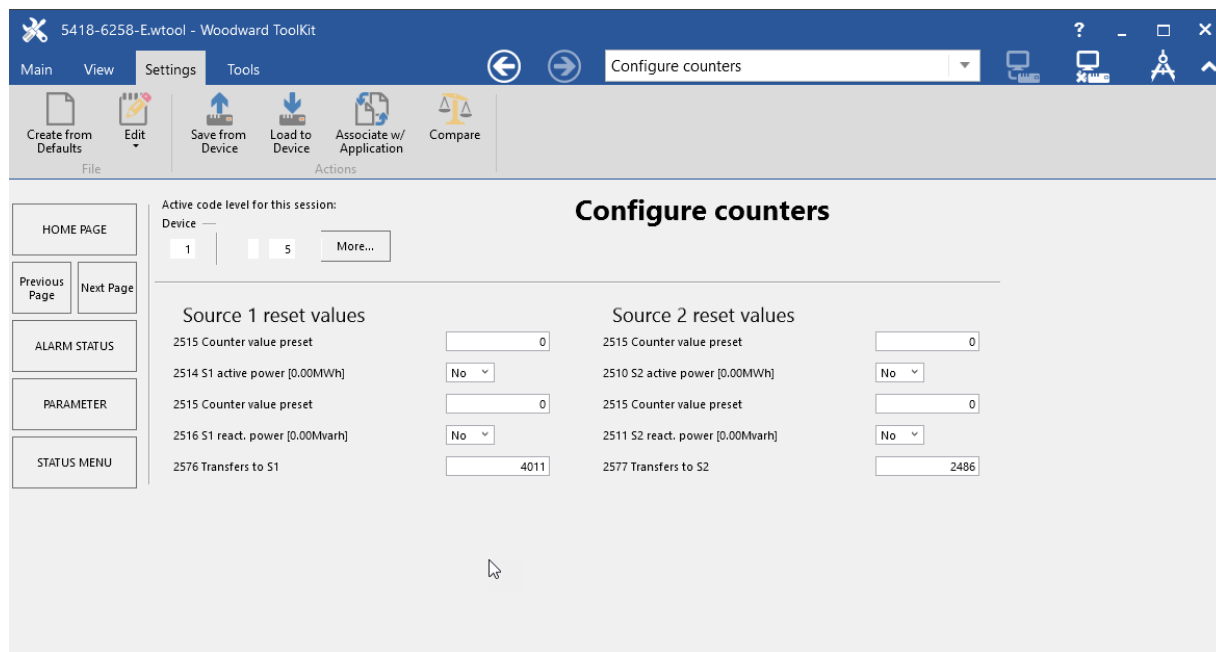 5418-6258-E.wtool - Woodward ToolKit
?
Main View Settings Tools
Configure counters
Create from Defaults
Edit
Save from Device
Load to Device
Associate w/ Application
Compare
File
Actions
HOME PAGE
Previous Page
Next Page
ALARM STATUS
PARAMETER
STATUS MENU
Active code level for this session:
Device
1 5 More...
Configure counters
Source 1 reset values
2515 Counter value preset 0
2514 S1 active power [0.00MWh] No
2515 Counter value preset 0
2516 S1 react. power [0.00Mvarh] No
2576 Transfers to S1 4011
Source 2 reset values
2515 Counter value preset 0
2510 S2 active power [0.00MWh] No
2515 Counter value preset 0
2511 S2 react. power [0.00Mvarh] No
2577 Transfers to S2 2486